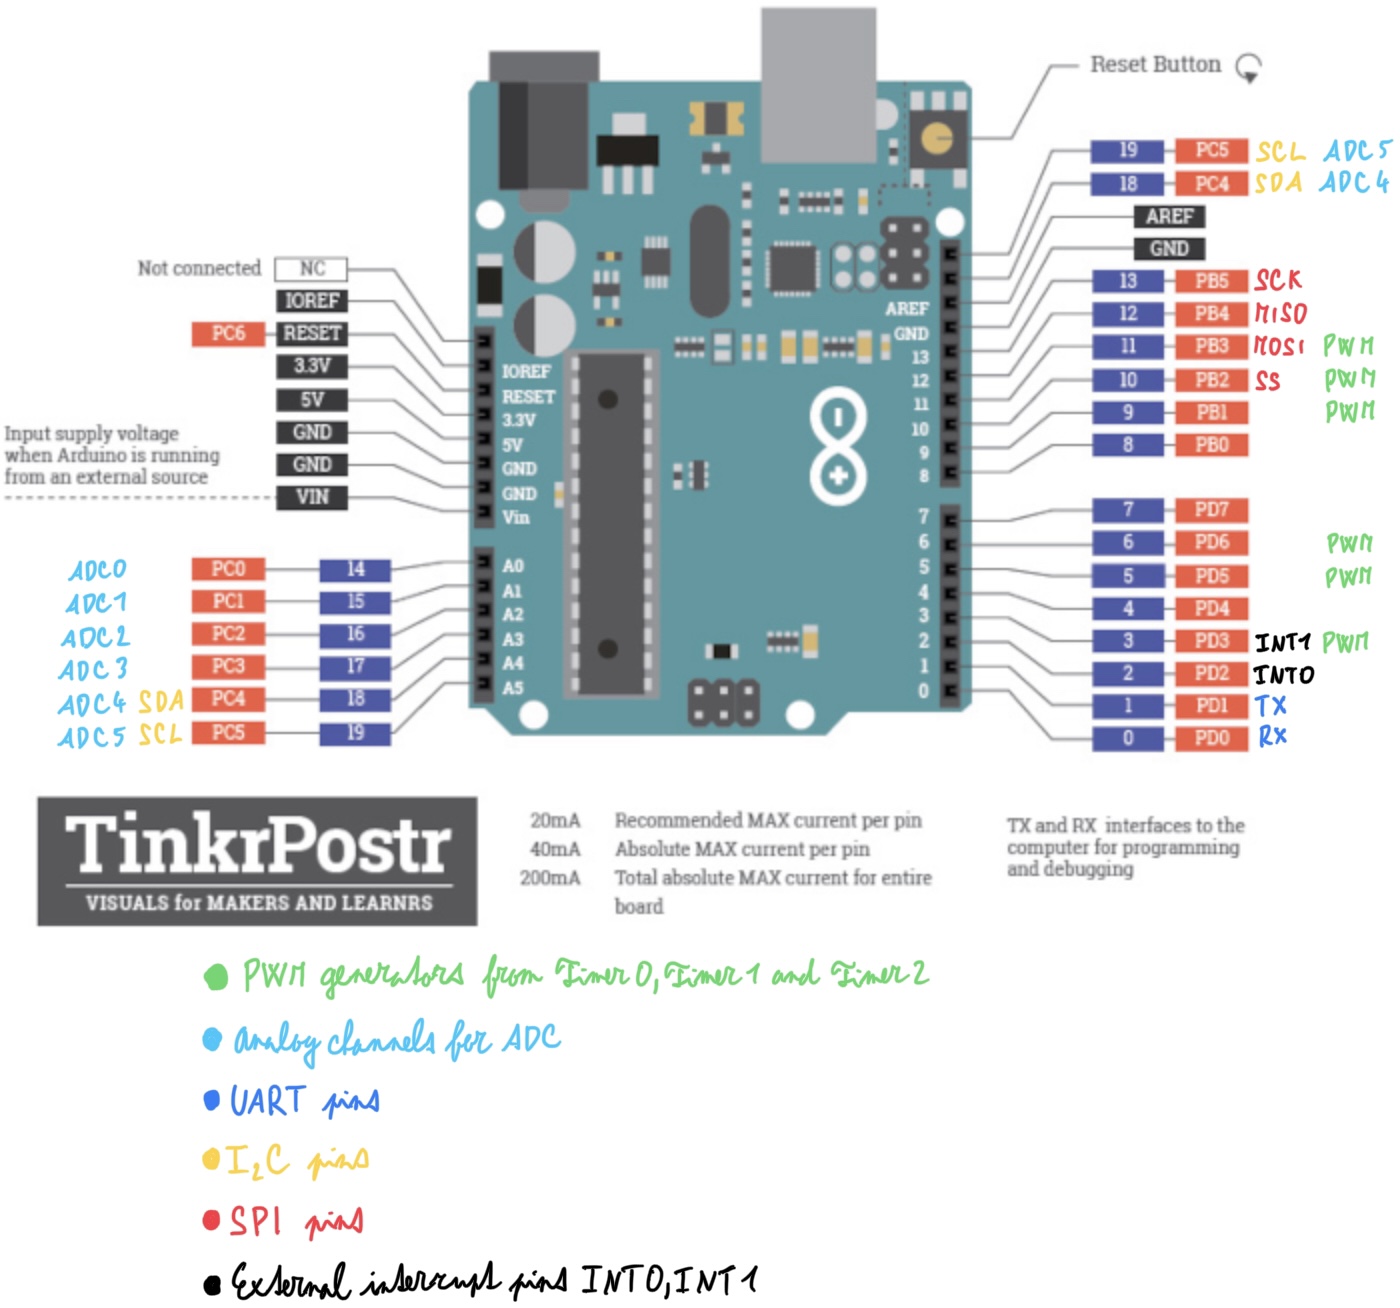 Reset Button
19 PC5 SCL ADC5
18 PC4 SDA ADC4
AREF
GND
13 PB5 SCK
12 PB4 MISO
11 PB3 MOSI PWM
10 PB2 SS PWM
9 PB1 PWM
8 PB0
7 PD7
6 PD6 PWM
5 PD5 PWM
4 PD4
3 PD3 INT1 PWM
2 PD2 INT0
1 PD1 TX
0 PD0 RX
Not connected NC
IOREF
PC6 RESET
3.3V
5V
GND
GND
VIN
Input supply voltage
when Arduino is running
from an external source
ADC0 PC0 14
ADC1 PC1 15
ADC2 PC2 16
ADC3 PC3 17
ADC4 SDA PC4 18
ADC5 SCL PC5 19
IOREF
RESET
3.3V
5V
GND
GND
Vin
A0
A1
A2
A3
A4
A5
AREF
GND
13
12
11
10
9
8
7
6
5
4
3
2
1
0
TinkrPostr
VISUALS for MAKERS AND LEARNRS
20mA Recommended MAX current per pin
40mA Absolute MAX current per pin
200mA Total absolute MAX current for entire
board
TX and RX interfaces to the
computer for programming
and debugging
PWM generators from Timer 0, Timer 1 and Timer 2
analog channels for ADC
UART pins
I2C pins
SPI pins
External interrupt pins INT0, INT1